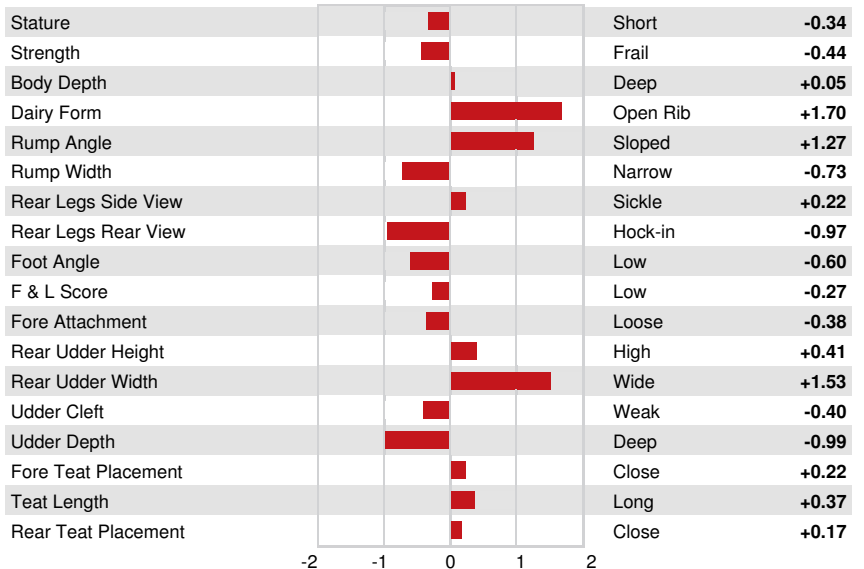 Stature Short -0.34
Strength Frail -0.44
Body Depth Deep +0.05
Dairy Form Open Rib +1.70
Rump Angle Sloped +1.27
Rump Width Narrow -0.73
Rear Legs Side View Sickle +0.22
Rear Legs Rear View Hock-in -0.97
Foot Angle Low -0.60
F & L Score Low -0.27
Fore Attachment Loose -0.38
Rear Udder Height High +0.41
Rear Udder Width Wide +1.53
Udder Cleft Weak -0.40
Udder Depth Deep -0.99
Fore Teat Placement Close +0.22
Teat Length Long +0.37
Rear Teat Placement Close +0.17
-2 -1 0 1 2